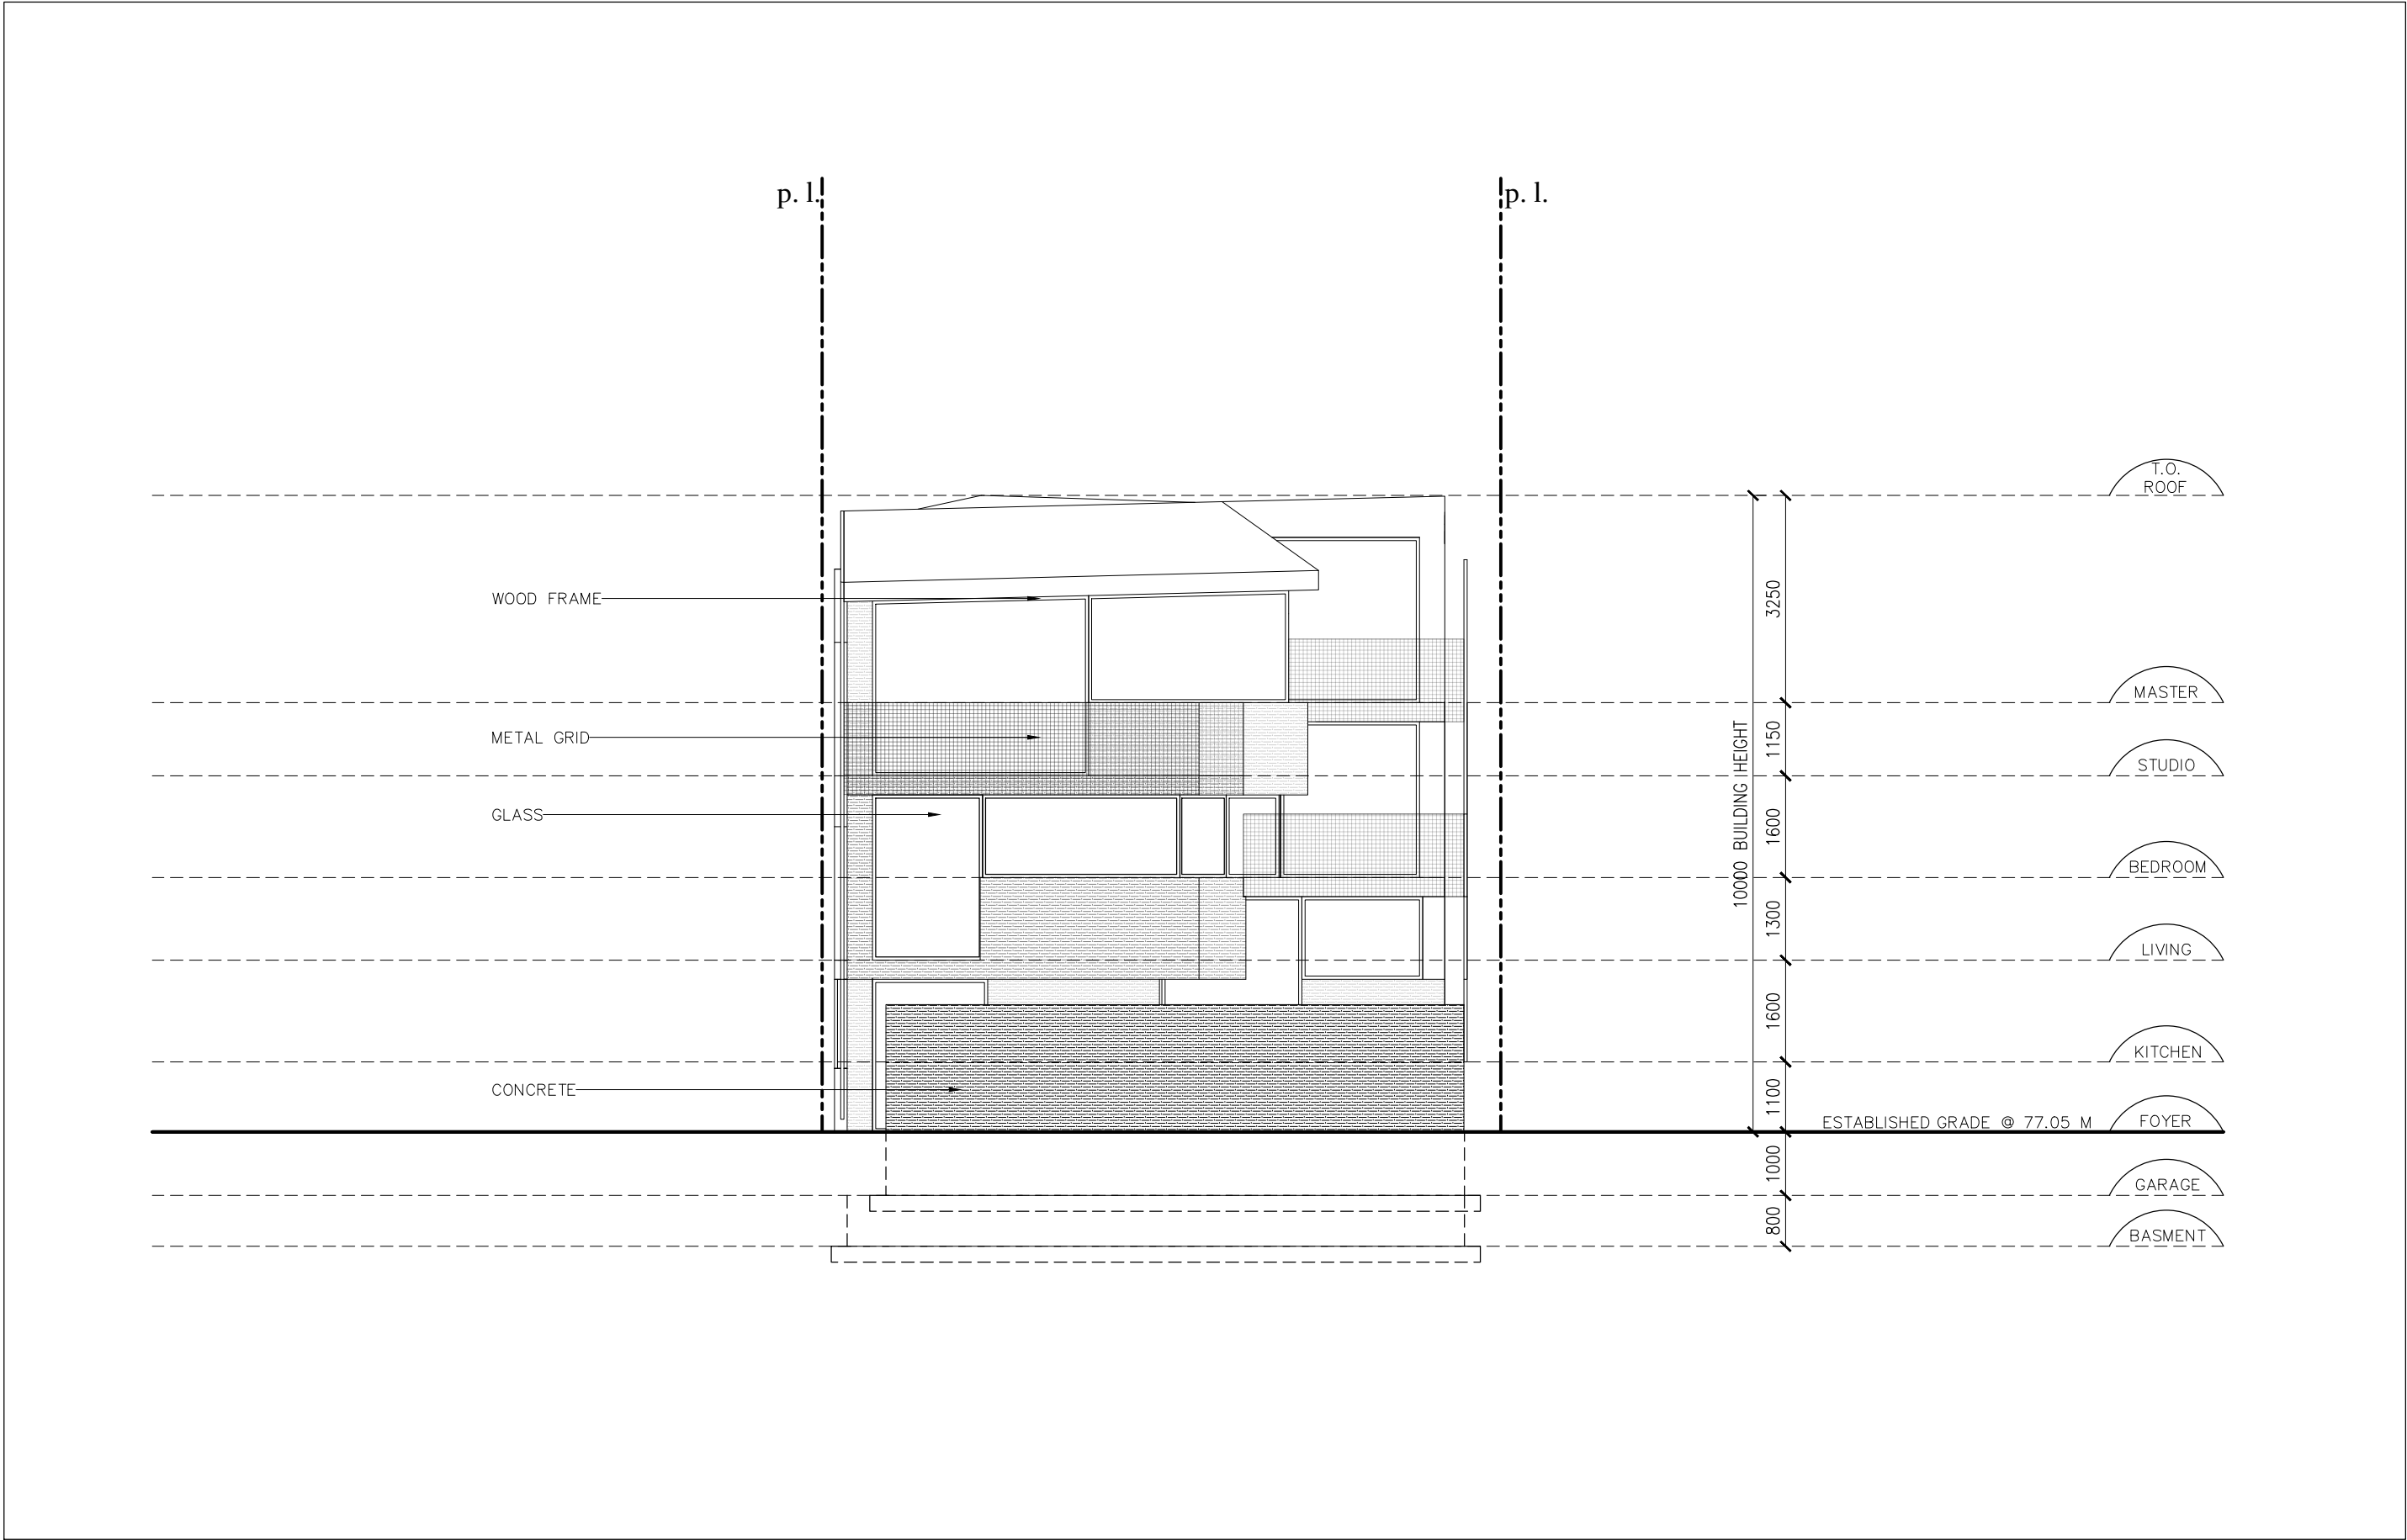 p. l.
p. l.
T.O.
ROOF
WOOD FRAME
3250
MASTER
METAL GRID
1150
STUDIO
10000 BUILDING HEIGHT
GLASS
1600
BEDROOM
1300
LIVING
1600
KITCHEN
CONCRETE
1100
ESTABLISHED GRADE @ 77.05 M
FOYER
1000
GARAGE
800
BASMENT